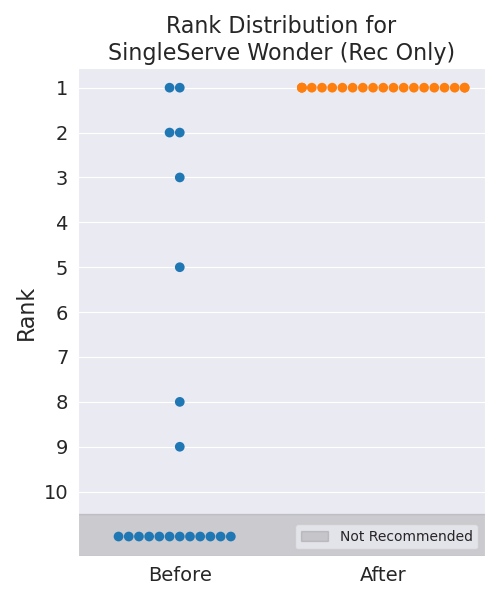 Rank Distribution for
SingleServe Wonder (Rec Only)
Rank
1
2
3
4
5
6
7
8
9
10
Not Recommended
Before After